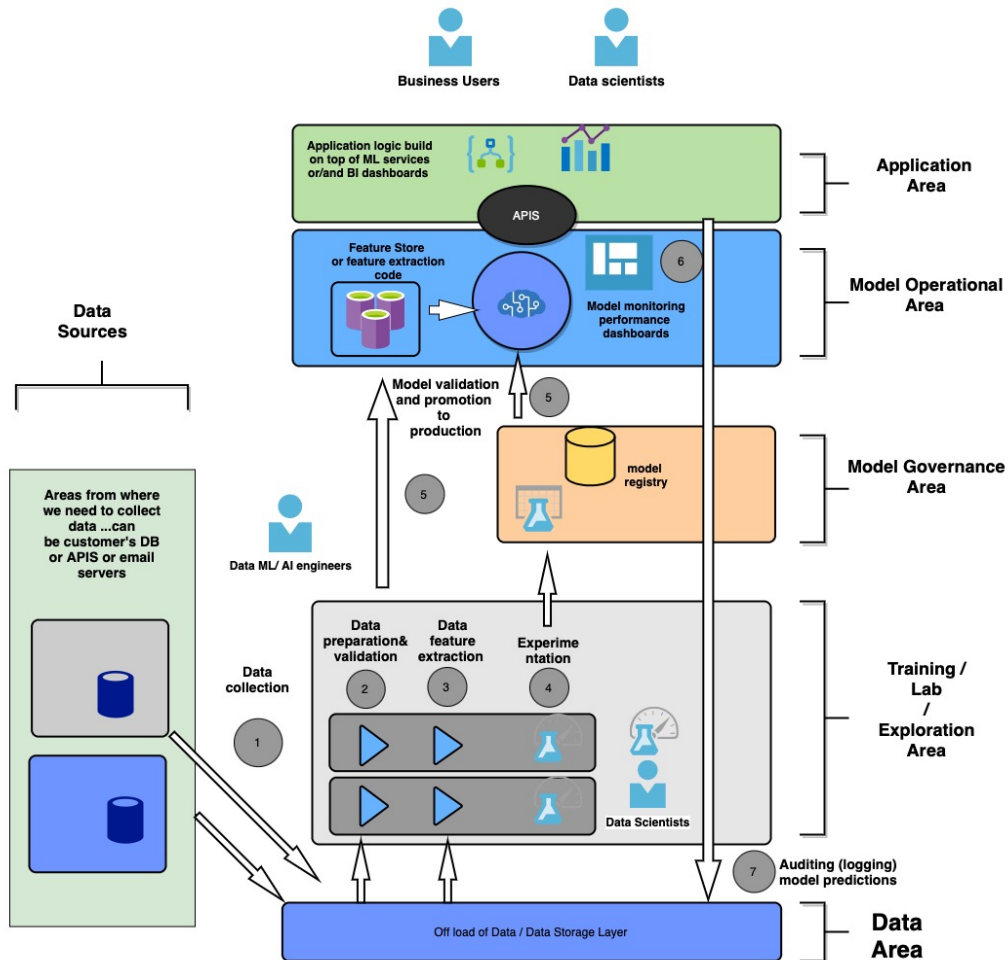 Business Users
Data scientists
Application logic build
on top of ML services
or/and BI dashboards
APIS
Application
Area
Feature Store
or feature extraction
code
6
Model monitoring
performance
dashboards
Model Operational
Area
Data
Sources
Model validation
and promotion
to
production
5
5
model
registry
Model Governance
Area
Areas from where
we need to collect
data ...can
be customer's DB
or APIS or email
servers
Data ML/ AI engineers
Data
collection
1
Data
preparation&
validation
2
Data
feature
extraction
3
Experime
ntation
4
Data Scientists
Training /
Lab
/
Exploration
Area
7
Auditing (logging)
model predictions
Off load of Data / Data Storage Layer
Data
Area